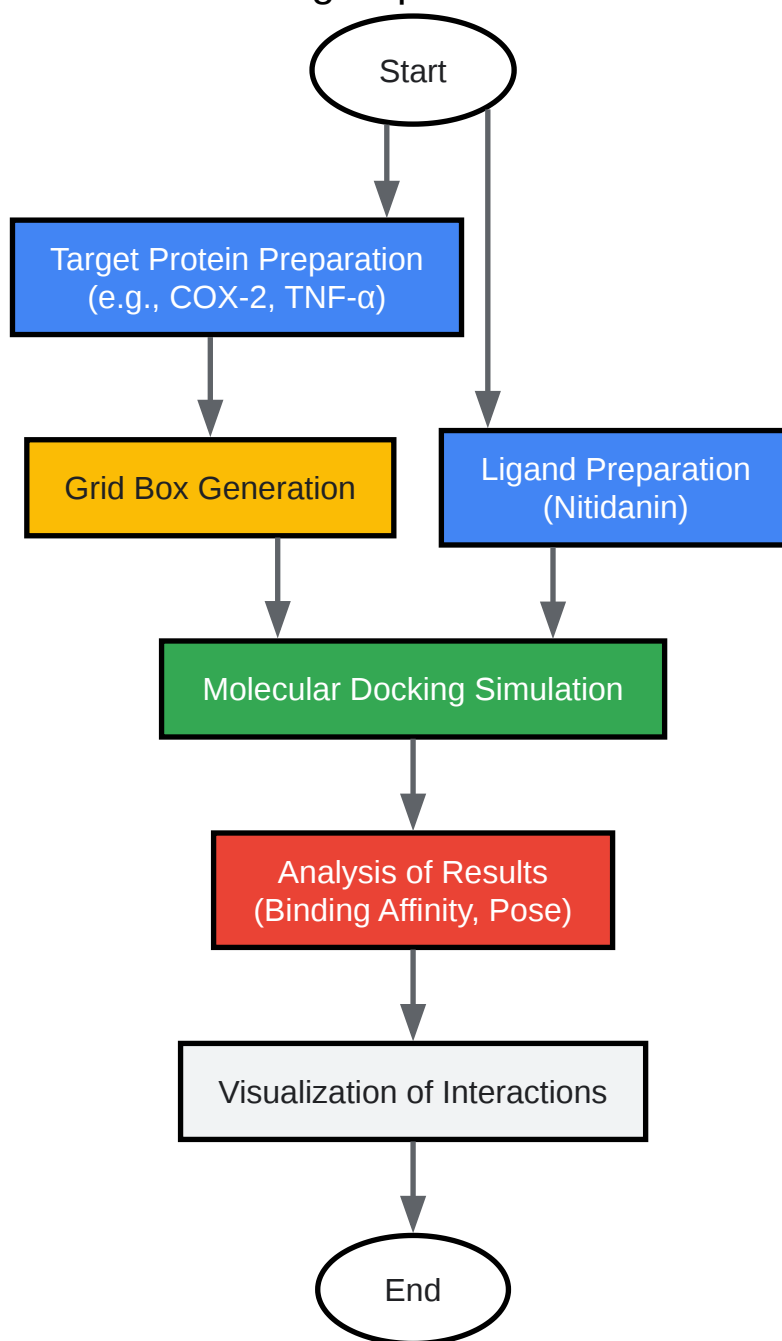 Start
Target Protein Preparation
(e.g., COX-2, TNF-α)
Grid Box Generation
Ligand Preparation
(Nitidanin)
Molecular Docking Simulation
Analysis of Results
(Binding Affinity, Pose)
Visualization of Interactions
End